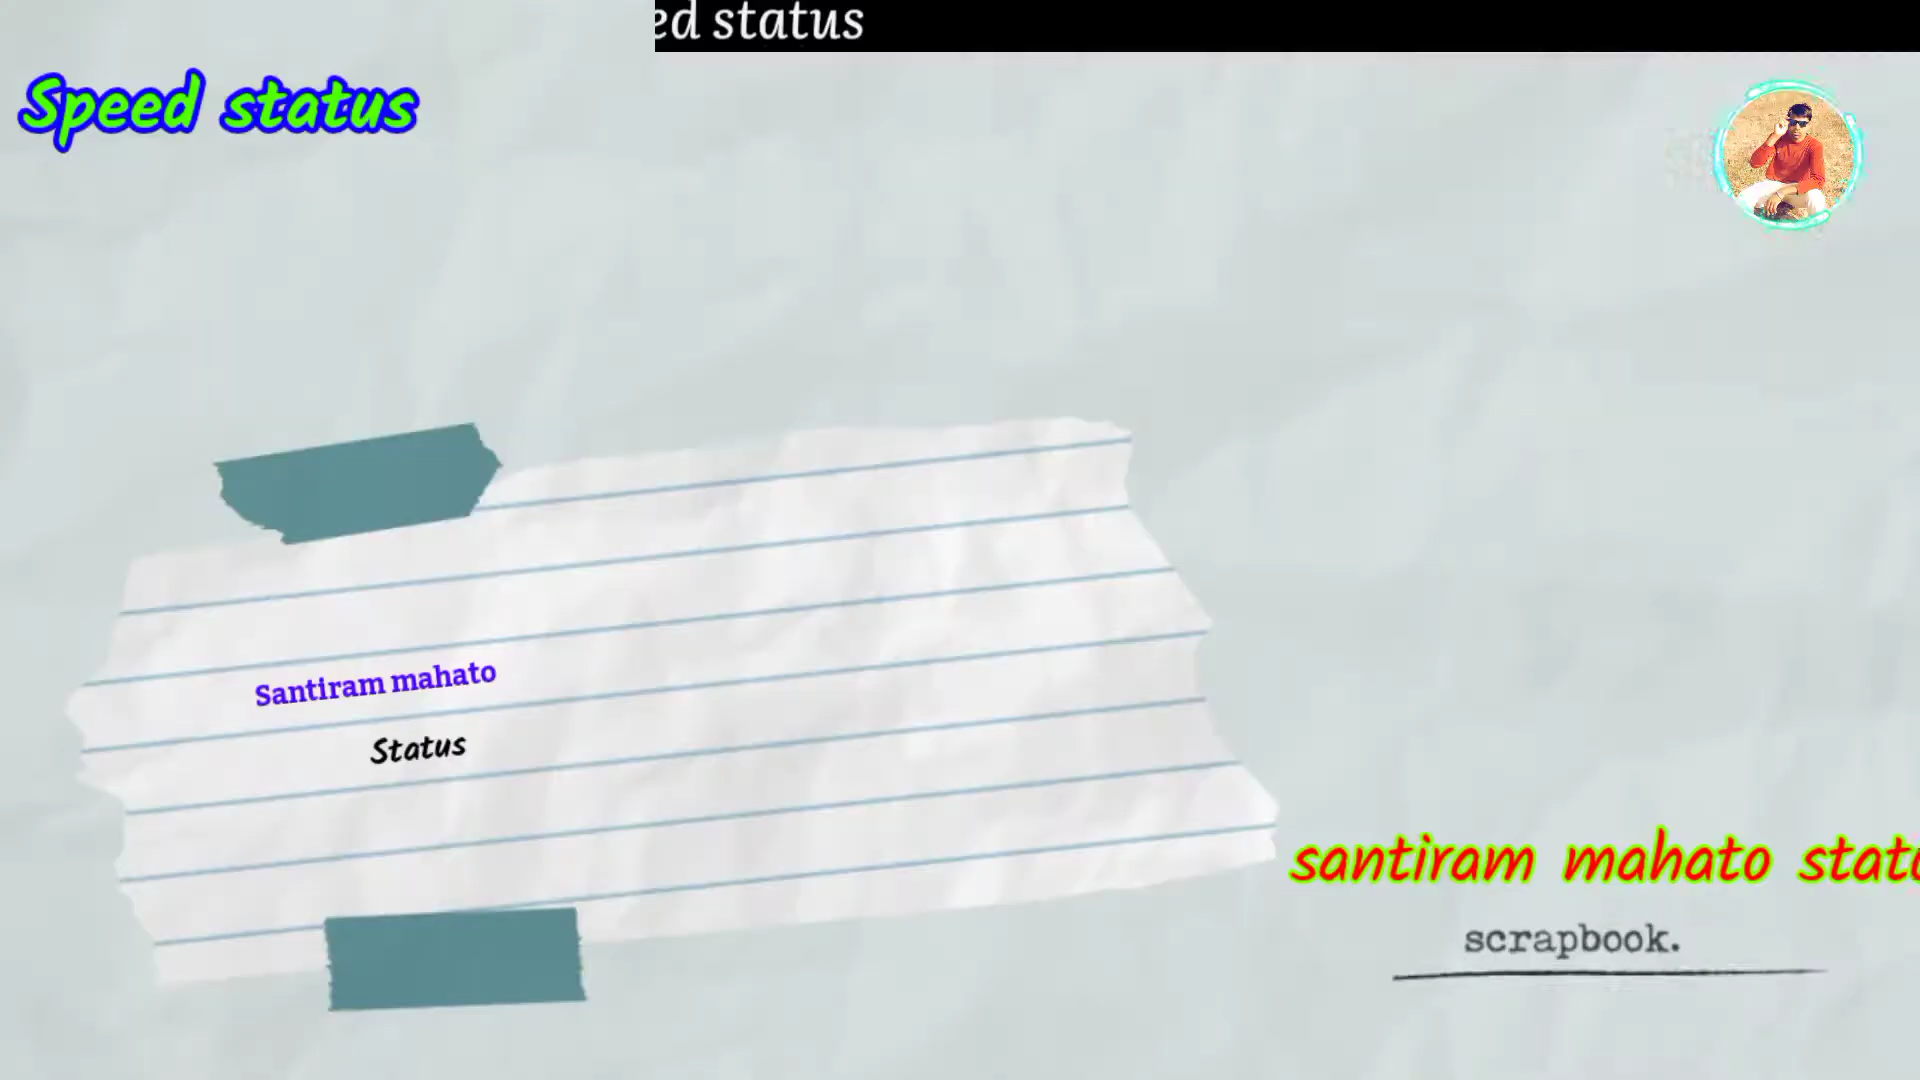 ed status
Speed status
Santiram mahato
Status
santiram mahato stat
scrapbook.